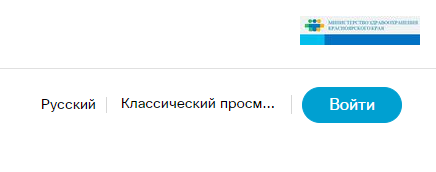 МИНИСТЕРСТВО ЗДРАВООХРАНЕНИЯ
КРАСНОЯРСКОГО КРАЯ
Русский
Классический просм...
Войти